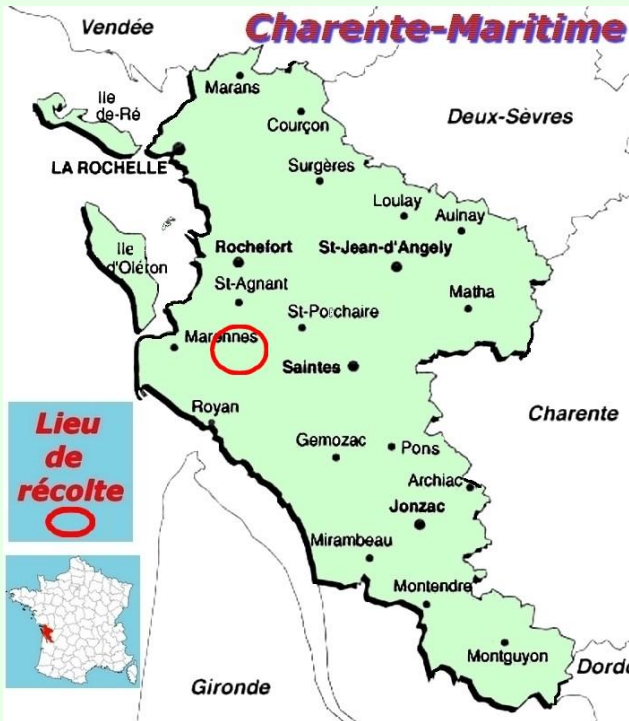 Charente-Maritime
Vendée
Marans
Ile
de-Ré
Courçon
Deux-Sèvres
LA ROCHELLE
Surgères
Loulay
Aulnay
Ile
d'Oléron
Rochefort
St-Jean-d'Angely
St-Agnant
Matha
Marennes
Saintes
Royan
Charente
Gemozac
Pons
Archiac
Jonzac
Mirambeau
Montendre
Montguyon
Gironde
Lieu
de
récolte